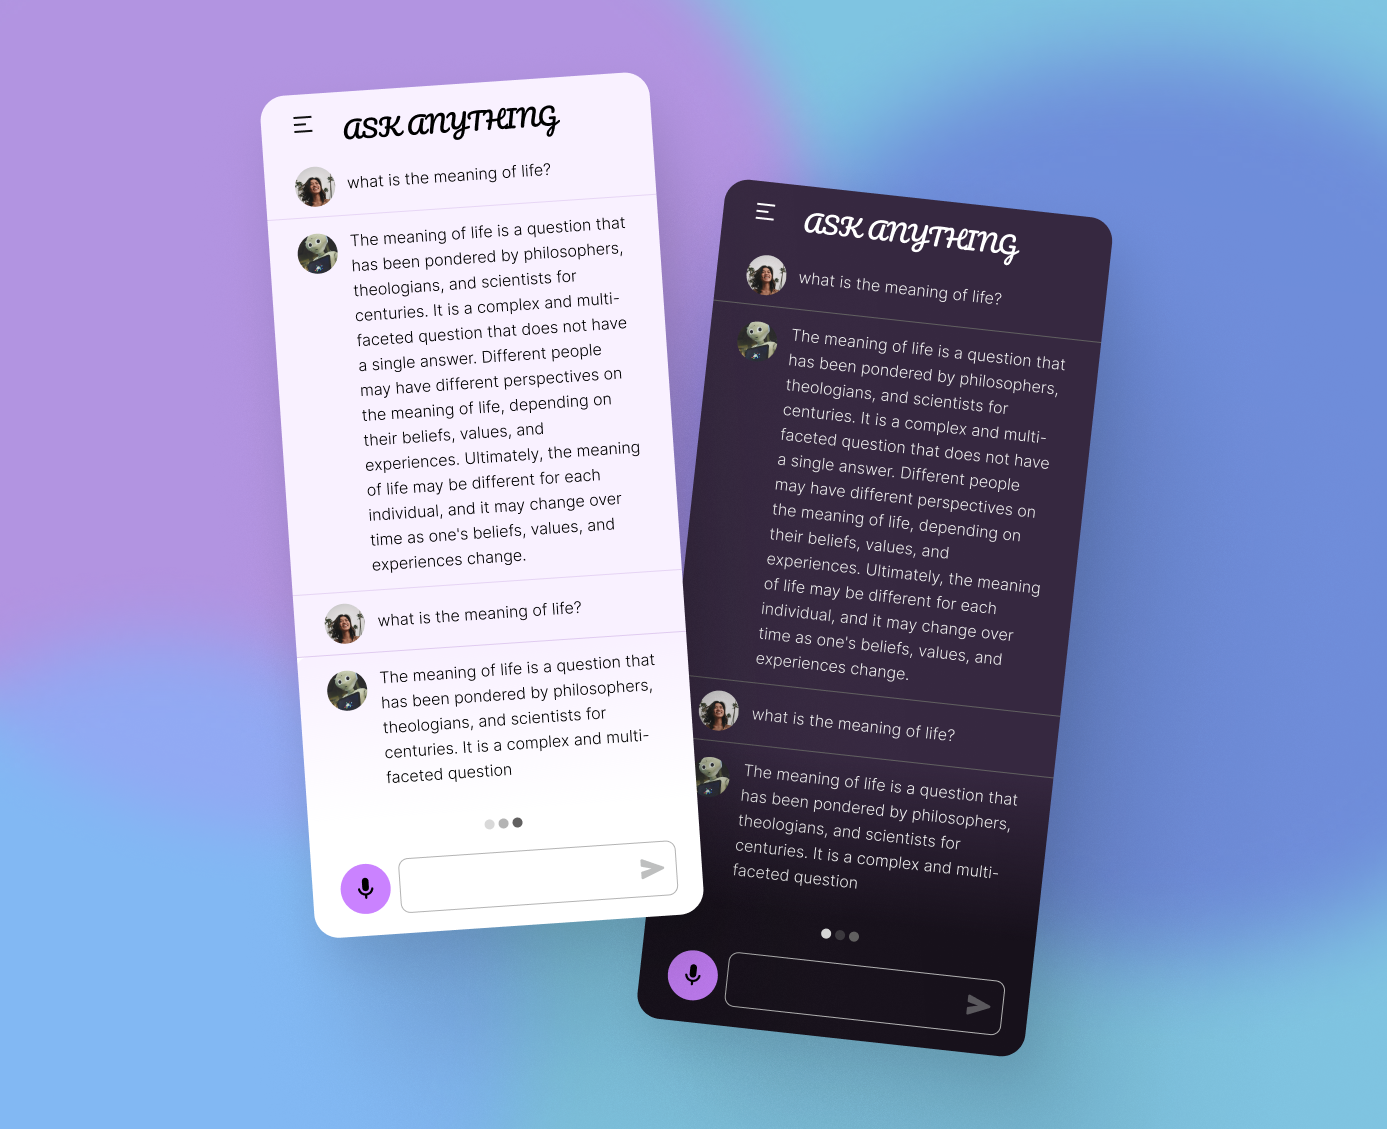 ASK ANYTHING
what is the meaning of life?
The meaning of life is a question that
has been pondered by philosophers,
theologians, and scientists for
centuries. It is a complex and multi-
faceted question that does not have
a single answer. Different people
may have different perspectives on
the meaning of life, depending on
their beliefs, values, and
experiences. Ultimately, the meaning
of life may be different for each
individual, and it may change over
time as one's beliefs, values, and
experiences change.
what is the meaning of life?
The meaning of life is a question that
has been pondered by philosophers,
theologians, and scientists for
centuries. It is a complex and multi-
faceted question
ASK ANYTHING
what is the meaning of life?
The meaning of life is a question that
has been pondered by philosophers,
theologians, and scientists for
centuries. It is a complex and multi-
faceted question that does not have
a single answer. Different people
may have different perspectives on
the meaning of life, depending on
their beliefs, values, and
experiences. Ultimately, the meaning
of life may be different for each
individual, and it may change over
time as one's beliefs, values, and
experiences change.
what is the meaning of life?
The meaning of life is a question that
has been pondered by philosophers,
theologians, and scientists for
centuries. It is a complex and multi-
faceted question